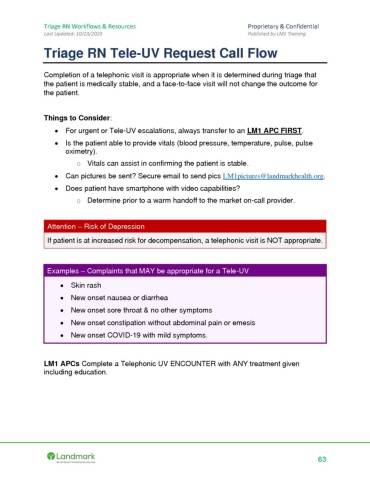 Triage RN Workflows & Resources Proprietary & Confidential
Last Updated: 10/13/2020 Published by LM1 Training
Triage RN Tele-UV Request Call Flow
Completion of a telephonic visit is appropriate when it is determined during triage that
the patient is medically stable, and a face-to-face visit will not change the outcome for
the patient.
Things to Consider:
• For urgent or Tele-UV escalations, always transfer to an LM1 APC FIRST.
• Is the patient able to provide vitals (blood pressure, temperature, pulse, pulse
oximetry).
o Vitals can assist in confirming the patient is stable.
• Can pictures be sent? Secure email to send pics LM1pictures@landmarkhealth.org.
• Does patient have smartphone with video capabilities?
o Determine prior to a warm handoff to the market on-call provider.
Attention – Risk of Depression
If patient is at increased risk for decompensation, a telephonic visit is NOT appropriate.
Examples – Complaints that MAY be appropriate for a Tele-UV
• Skin rash
• New onset nausea or diarrhea
• New onset sore throat & no other symptoms
• New onset constipation without abdominal pain or emesis
• New onset COVID-19 with mild symptoms.
LM1 APCs Complete a Telephonic UV ENCOUNTER with ANY treatment given
including education.
Landmark
63